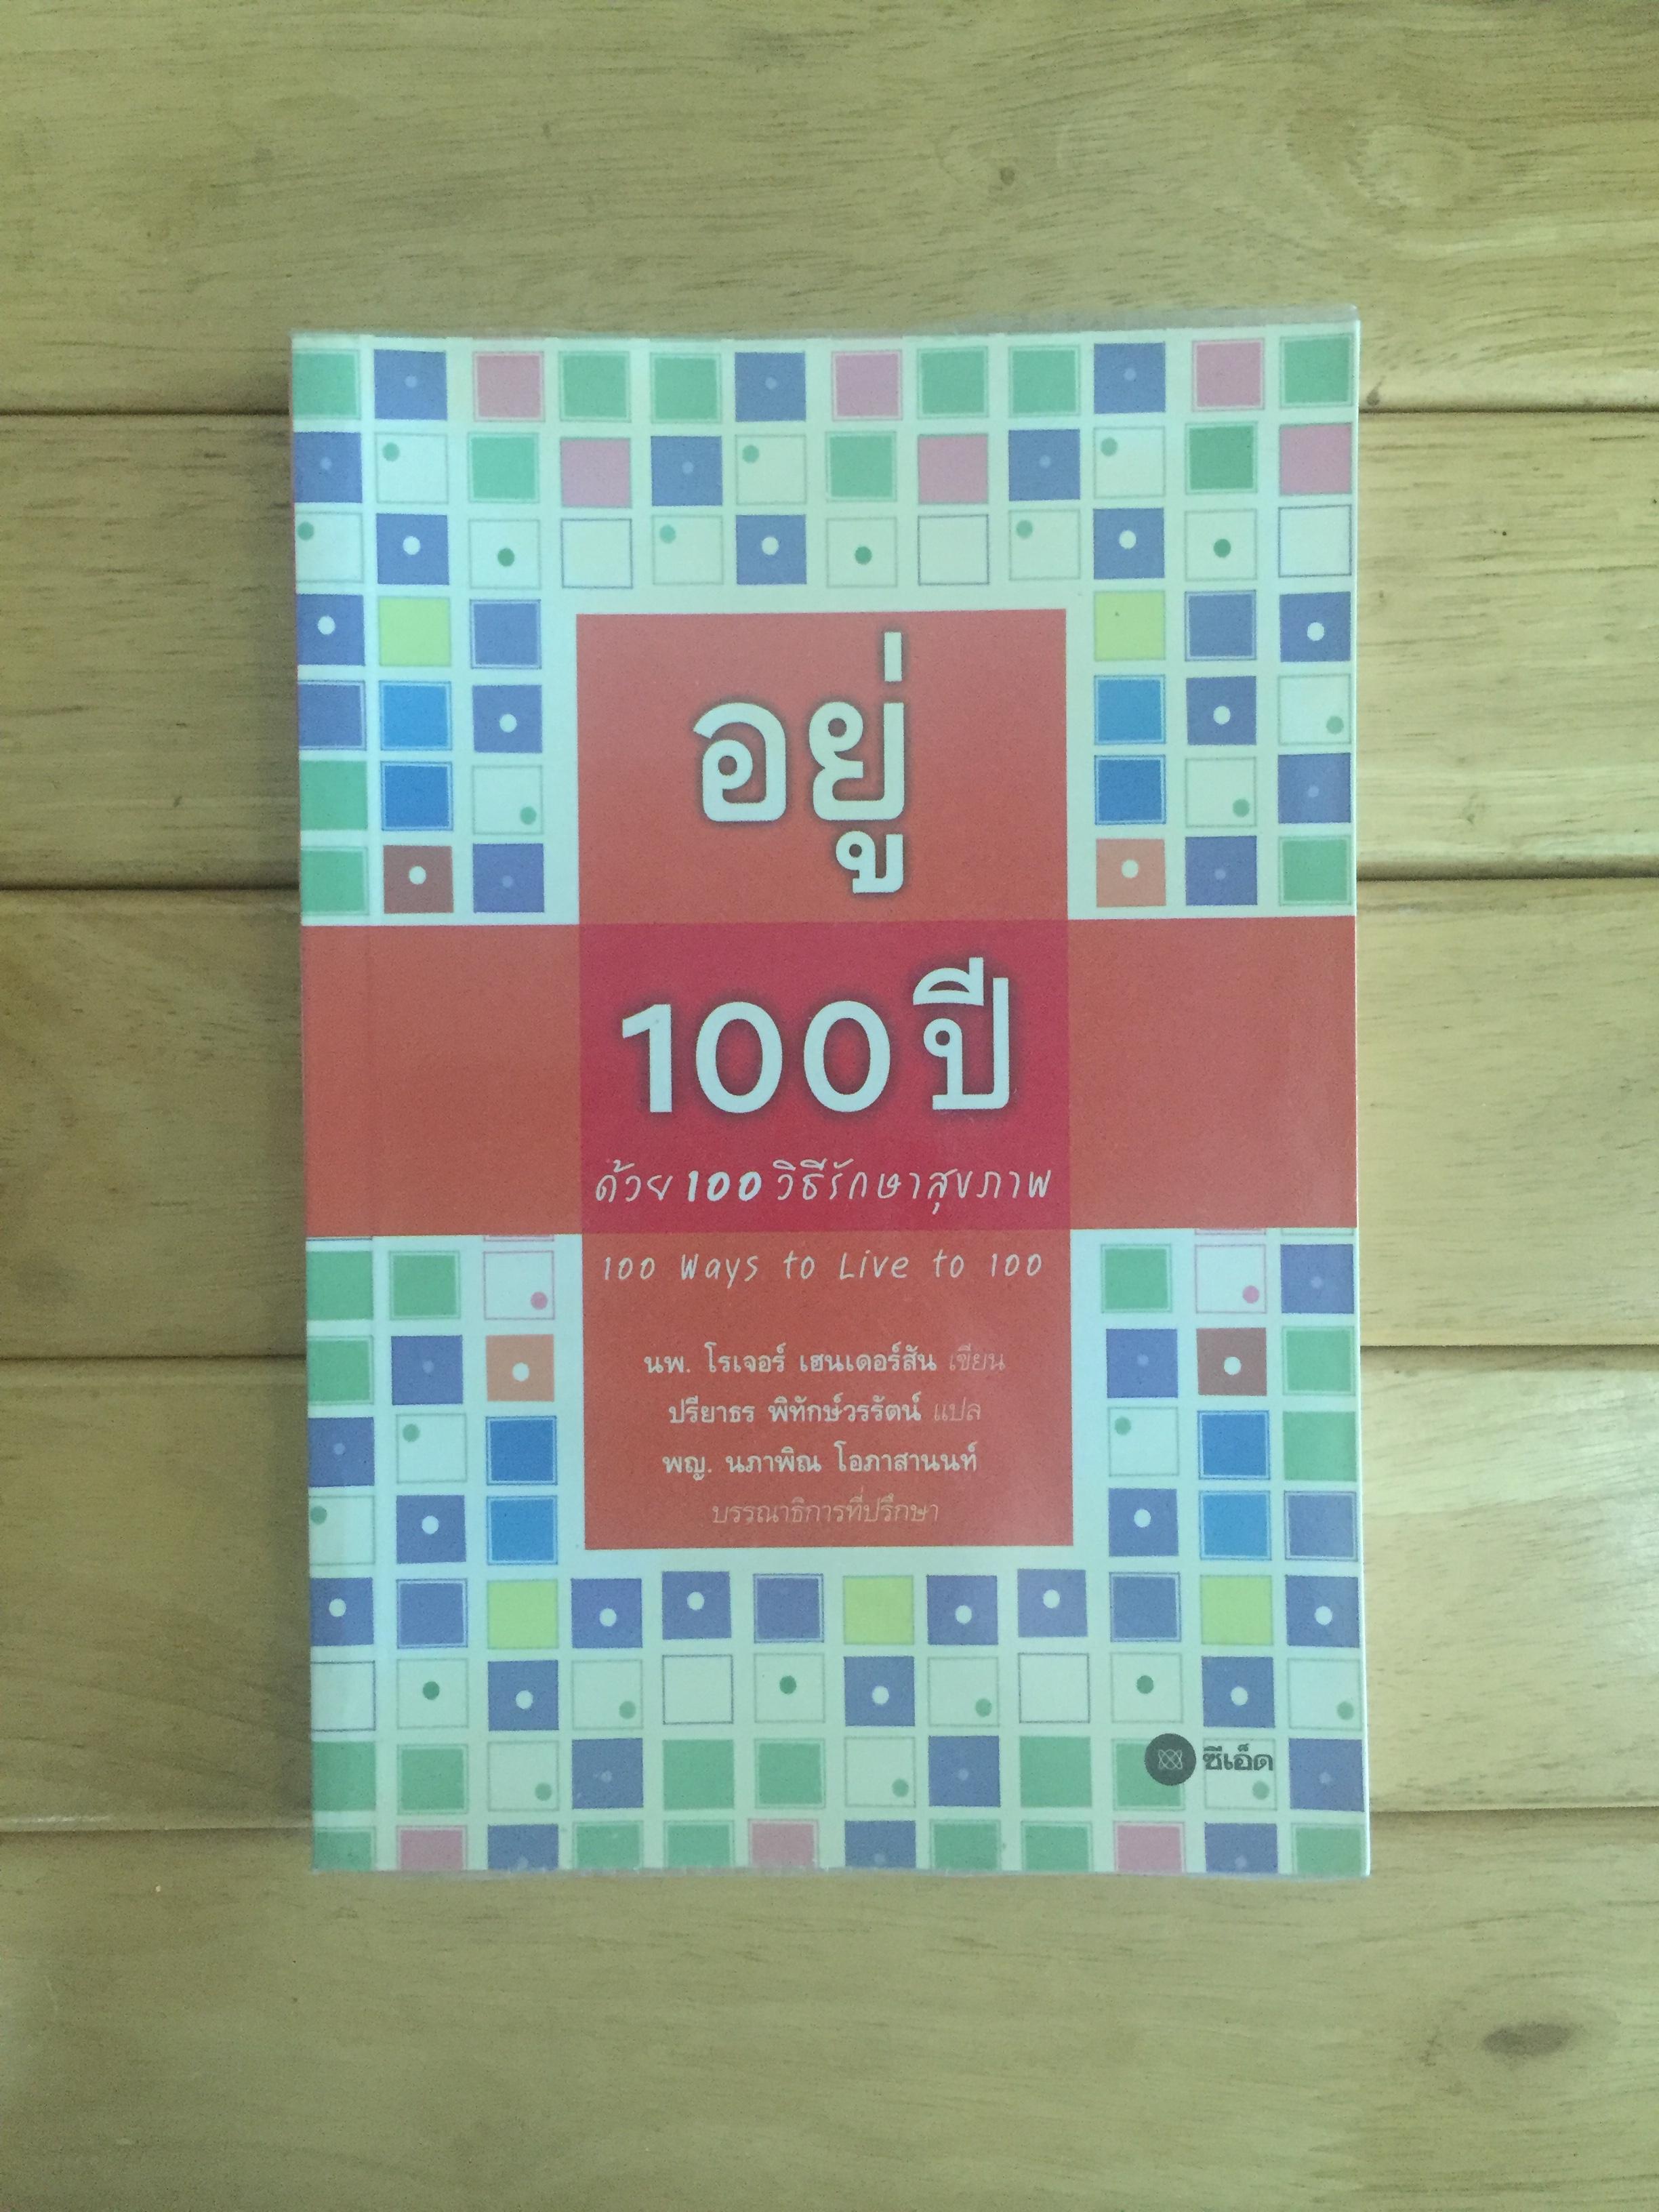 อยู่
100 ปี
ด้วย 100 วิธีรักษาสุขภาพ
100 Ways to Live to 100
นพ. โรเจอร์ เฮนเดอร์สัน เขียน
ปรียาธร พิทักษ์วรรัตน์ แปล
พญ. นภาพิณ โอภาสานนท์
บรรณาธิการที่ปรึกษา
ซีเอ็ด